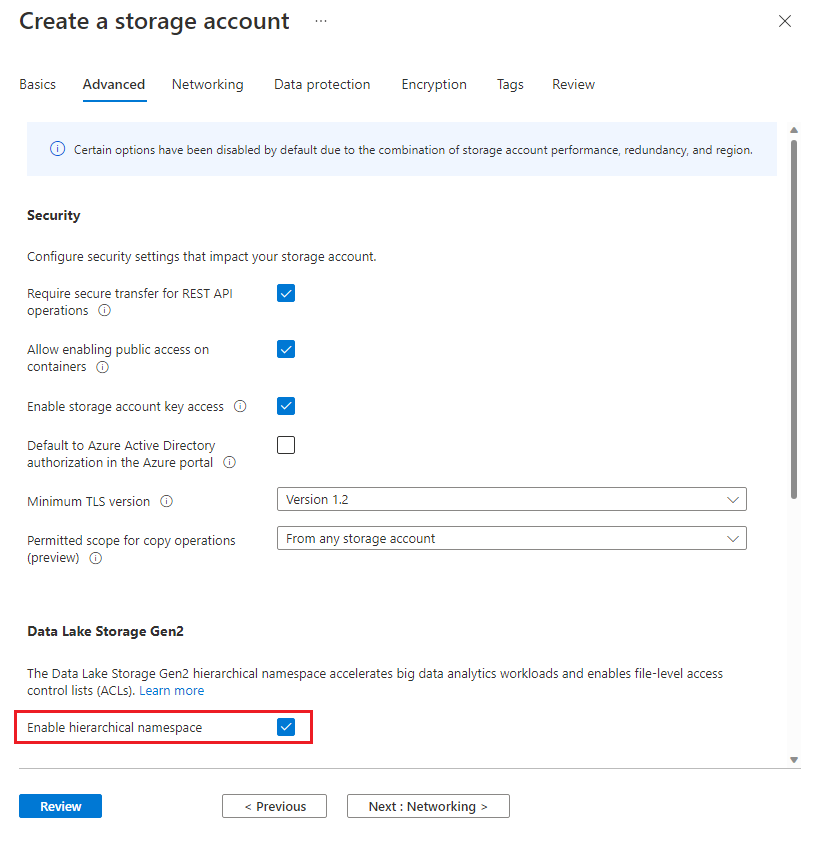 Create a storage account ...
Basics Advanced Networking Data protection Encryption Tags Review
Certain options have been disabled by default due to the combination of storage account performance, redundancy, and region.
Security
Configure security settings that impact your storage account.
Require secure transfer for REST API
operations
Allow enabling public access on
containers
Enable storage account key access
Default to Azure Active Directory
authorization in the Azure portal
Minimum TLS version Version 1.2
Permitted scope for copy operations From any storage account
(preview)
Data Lake Storage Gen2
The Data Lake Storage Gen2 hierarchical namespace accelerates big data analytics workloads and enables file-level access
control lists (ACLs). Learn more
Enable hierarchical namespace
Review < Previous Next : Networking >